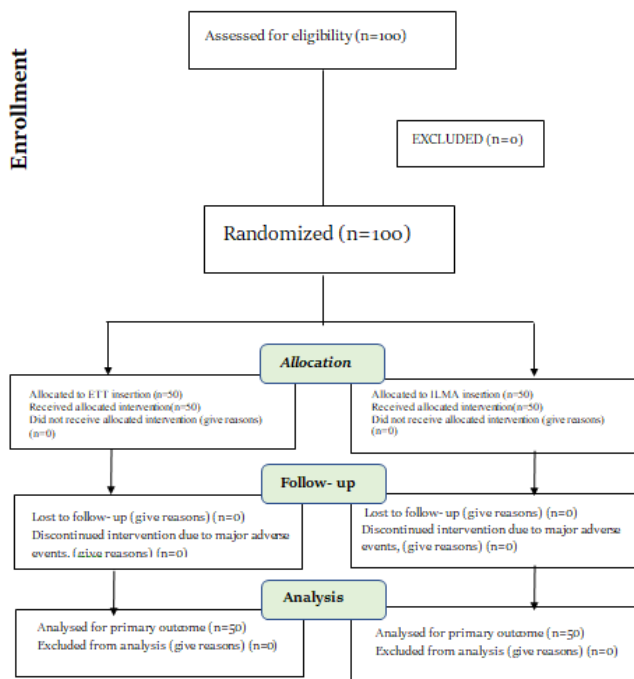 Enrollment
Assessed for eligibility (n=100)
EXCLUDED (n=0)
Randomized (n=100)
Allocation
Allocated to ETT insertion (n=50)
Received allocated intervention(n=50)
Did not receive allocated intervention (give reasons)
(n=0)
Allocated to ILMA insertion (n=50)
Received allocated intervention(n=50)
Did not receive allocated intervention (give reasons)
(n=0)
Follow- up
Lost to follow-up (give reasons) (n=0)
Discontinued intervention due to major adverse
events, (give reasons) (n=0)
Lost to follow-up (give reasons) (n=0)
Discontinued intervention due to major adverse
events, (give reasons) (n=0)
Analysis
Analysed for primary outcome (n=50)
Excluded from analysis (give reasons) (n=0)
Analysed for primary outcome (n=50)
Excluded from analysis (give reasons) (n=0)